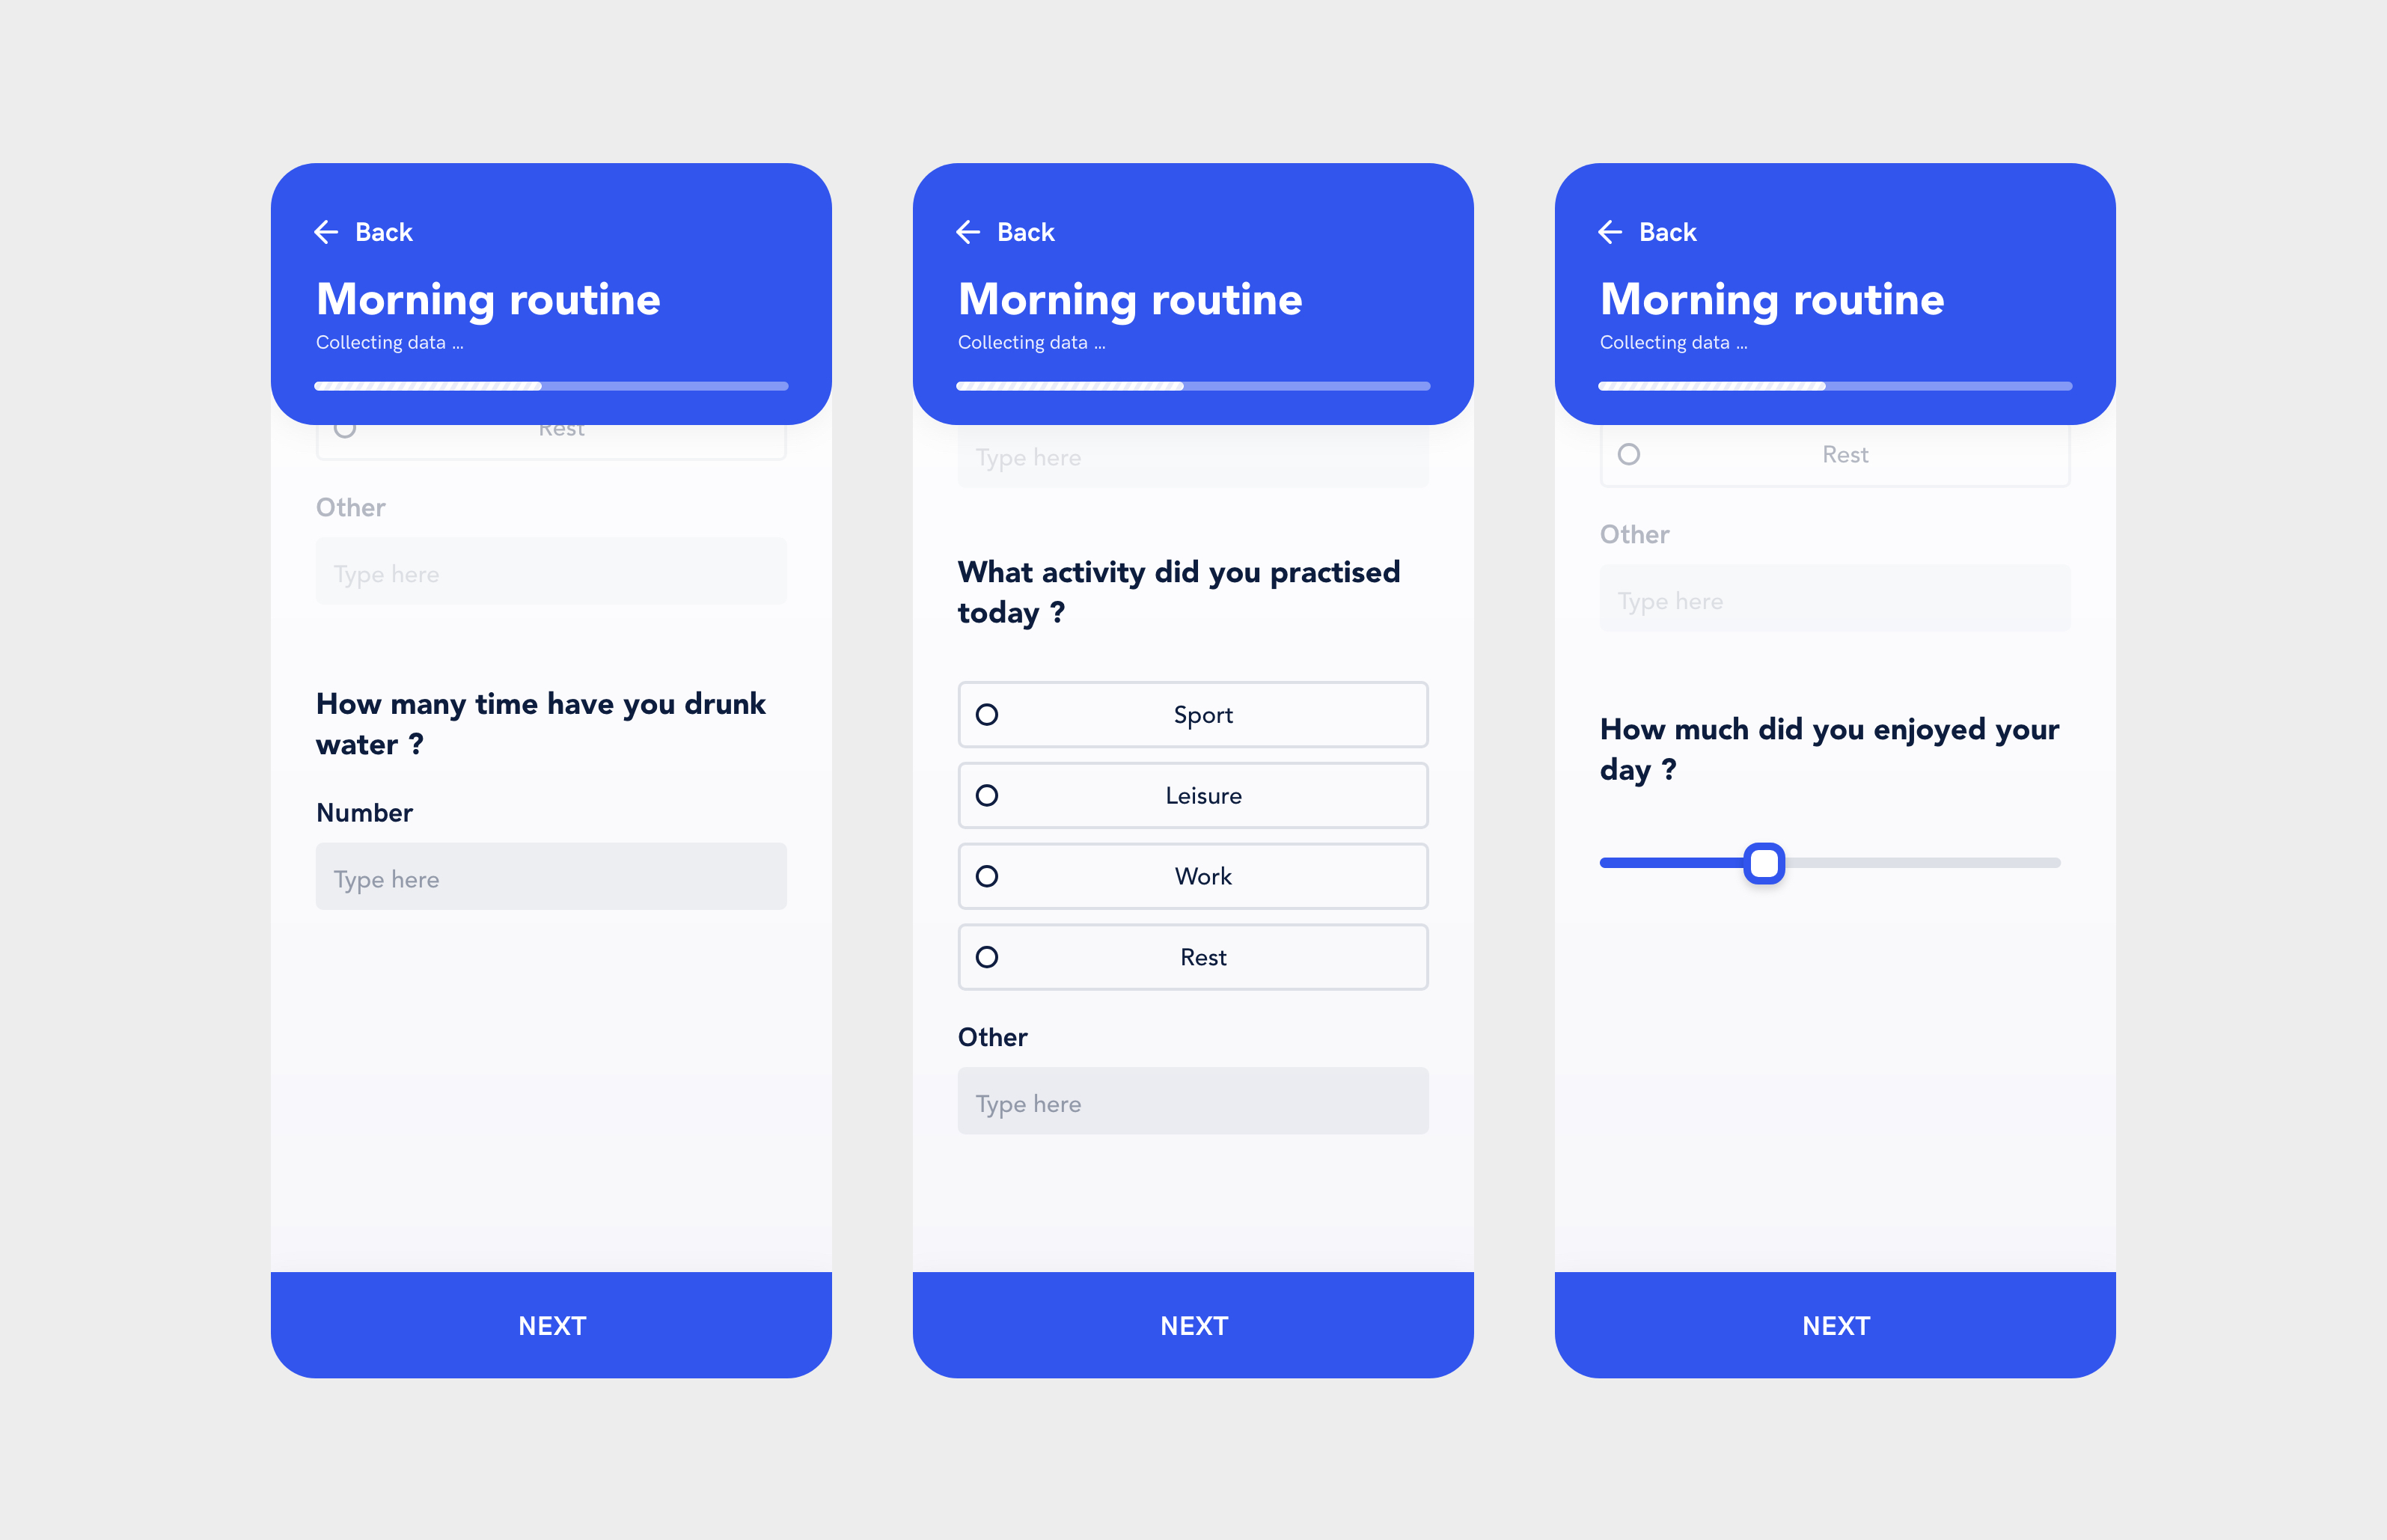 Back
Morning routine
Collecting data ...
Rest
Other
Type here
How many time have you drunk
water ?
Number
Type here
NEXT
Back
Morning routine
Collecting data ...
Type here
What activity did you practised
today ?
Sport
Leisure
Work
Rest
Other
Type here
NEXT
Back
Morning routine
Collecting data ...
Rest
Other
Type here
How much did you enjoyed your
day ?
NEXT